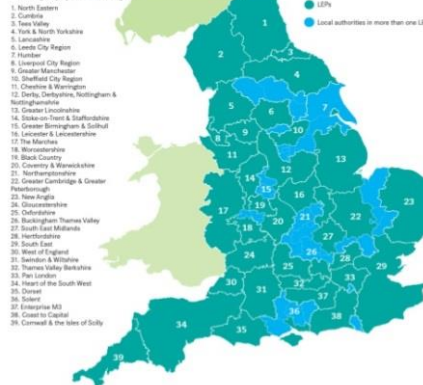 1. North Eastern
2. Cumbria
3. Tees Valley
4. York & North Yorkshire
5. Lancashire
6. Leeds City Region
7. Humber
8. Liverpool City Region
9. Greater Manchester
10. Sheffield City Region
11. Cheshire & Warrington
12. Derby, Derbyshire, Nottingham &
Nottinghamshire
13. Greater Lincolnshire
14. Stoke-on-Trent & Staffordshire
15. Greater Birmingham & Solihull
16. Leicester & Leicestershire
17. The Marches
18. Worcestershire
19. Black Country
20. Coventry & Warwickshire
21. Northamptonshire
22. Greater Cambridge & Greater
Peterborough
23. New Anglia
24. Gloucestershire
25. Oxfordshire
26. Buckingham Thames Valley
27. South East Midlands
28. Hertfordshire
29. South East
30. West of England
31. Swindon & Wiltshire
32. Thames Valley Berkshire
33. Pan London
34. Heart of the South West
35. Dorset
36. Solent
37. Enterprise M3
38. Coast to Capital
39. Cornwall & the Isles of Scilly
LEPs
Local authorities in more than one
1
2
3
4
5
6
7
8
9
10
11
12
13
14
15
16
17
18
19
20
21
22
23
24
25
26
27
28
29
30
31
32
33
34
35
36
37
38
39